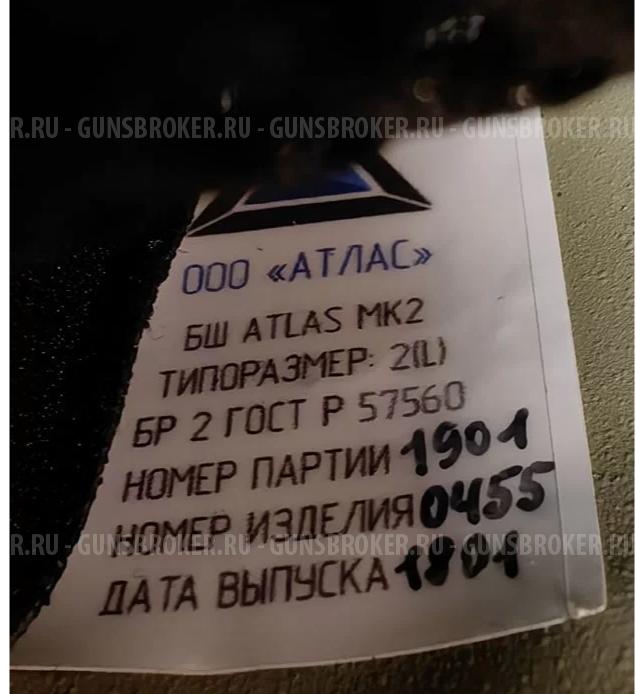 R.RU - GUNSBROKER.RU - GUNSBROKER.RU - GUNSBROKER.RU
ООО «АТЛАС»
БШ ATLAS MK2
ТИПОРАЗМЕР: 2(L)
БР 2 ГОСТ Р 57560
НОМЕР ПАРТИИ 1901
НОМЕР ИЗДЕЛИЯ 0455
R.RU - GUNSBROKER.RU - GUNSBROKER.RU - GUNSBROKER.RU
ДАТА ВЫПУСКА 1801